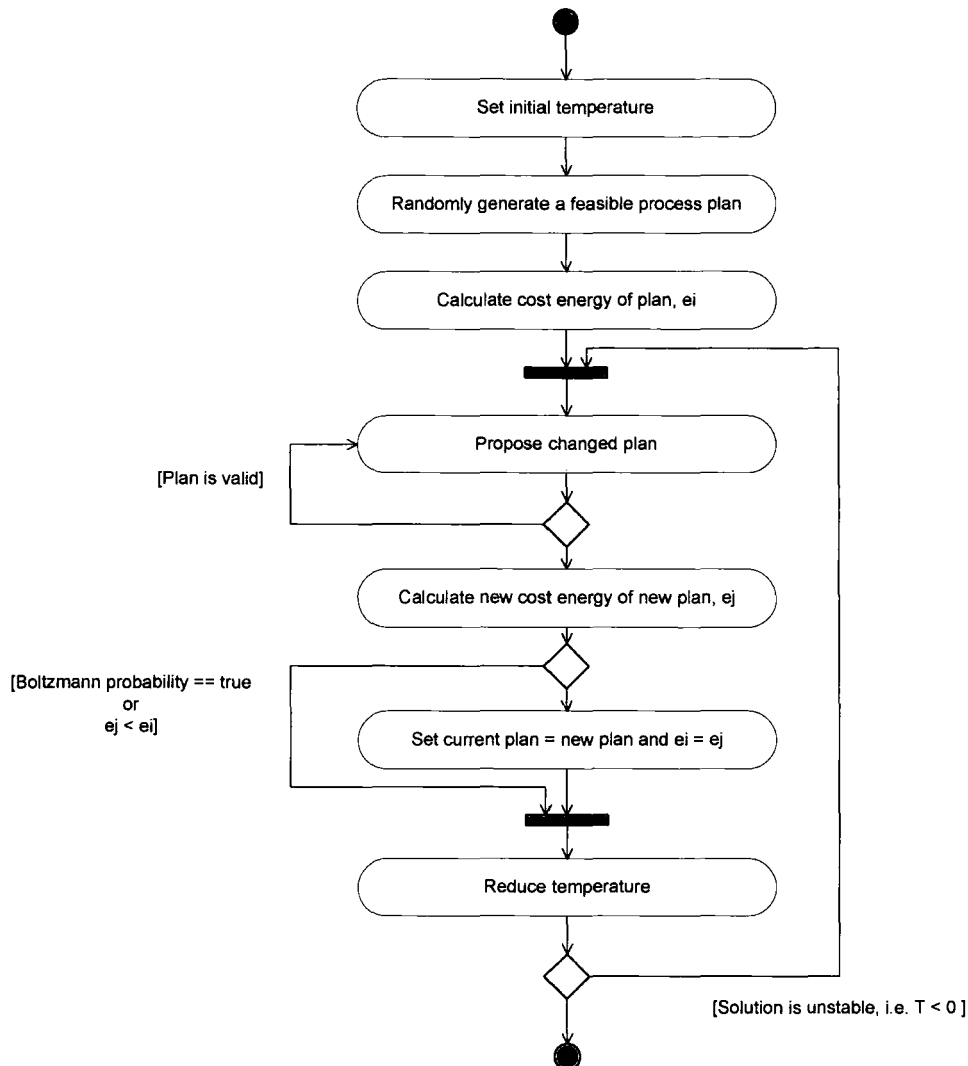 Set initial temperature
Randomly generate a feasible process plan
Calculate cost energy of plan, ei
Propose changed plan
[Plan is valid]
Calculate new cost energy of new plan, ej
[Boltzmann probability == true
or
ej < ei]
Set current plan = new plan and ei = ej
Reduce temperature
[Solution is unstable, i.e. T < 0 ]